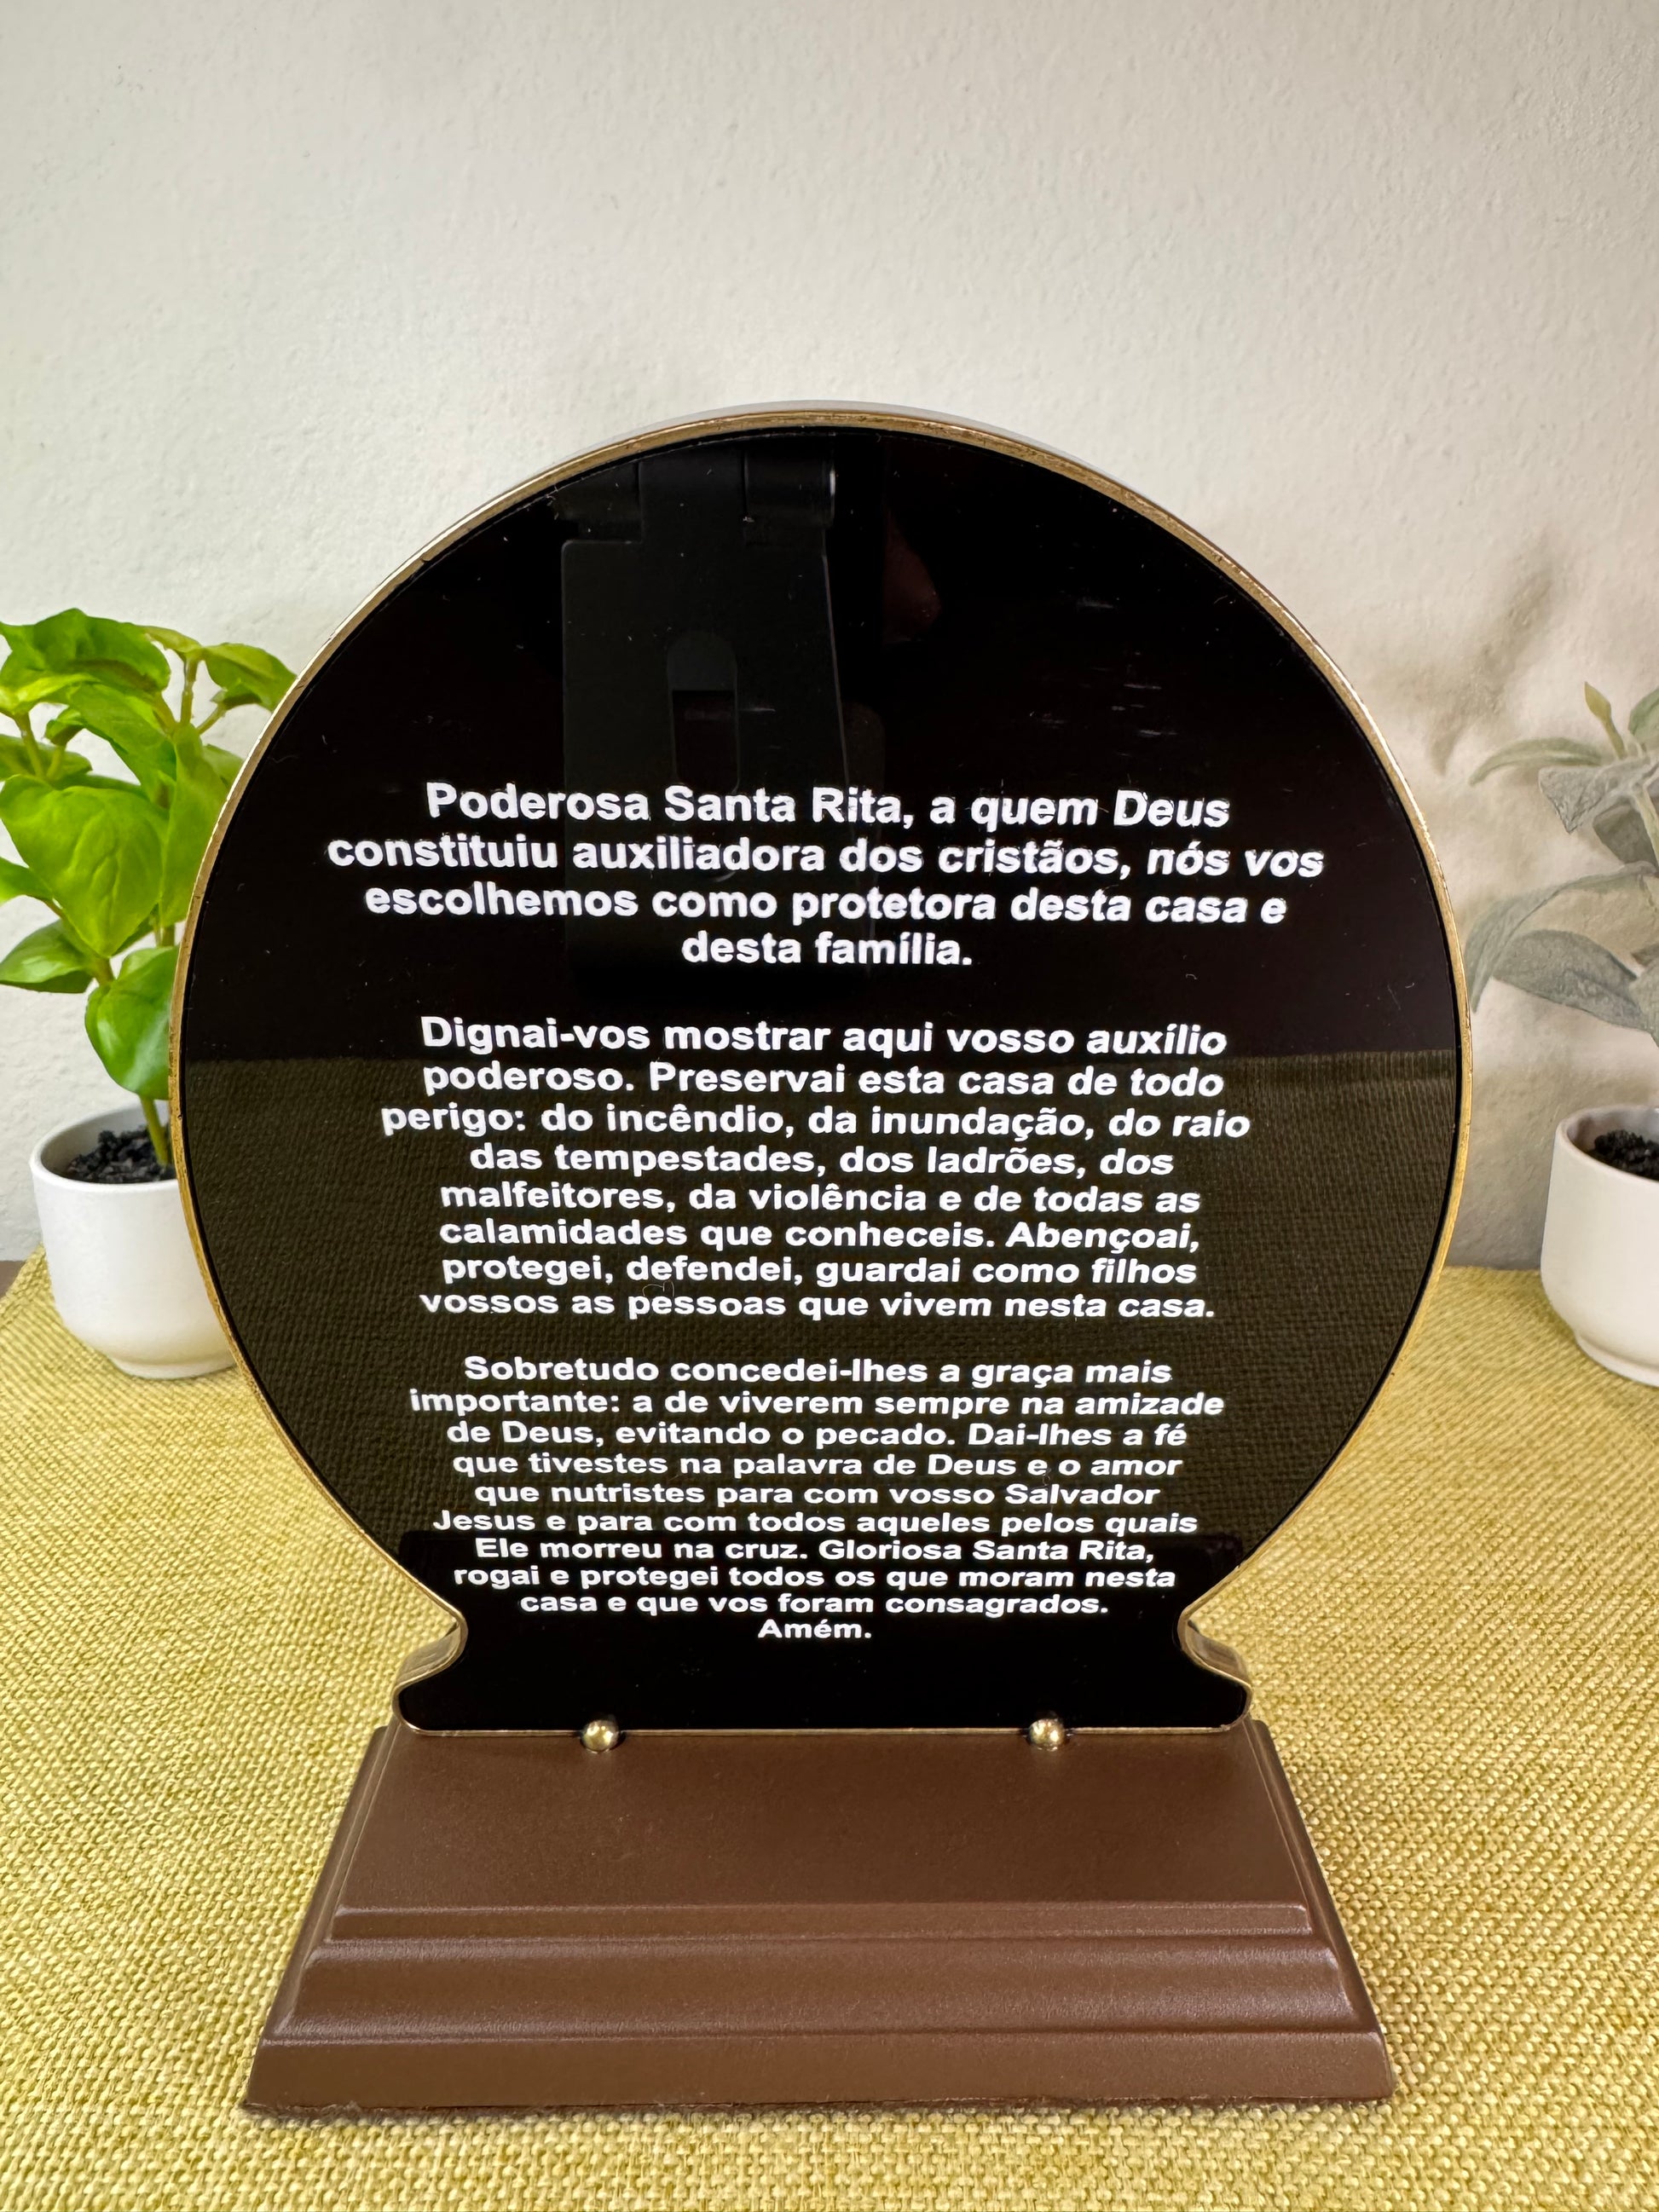 Poderosa Santa Rita, a quem Deus
constituiu auxiliadora dos cristãos, nós vos
escolhemos como protetora desta casa e
desta família.
Dignai-vos mostrar aqui vosso auxílio
poderoso. Preservai esta casa de todo
perigo: do incêndio, da inundação, do raio
das tempestades, dos ladrões, dos
malfeitores, da violência e de todas as
calamidades que conheceis. Abençoai,
protegei, defendei, guardai como filhos
vossos as pessoas que vivem nesta casa.
Sobretudo concedei-lhes a graça mais
importante: a de viverem sempre na amizade
de Deus, evitando o pecado. Dai-lhes a fé
que tivestes na palavra de Deus e o amor
que nutristes para com vosso Salvador
Jesus e para com todos aqueles pelos quais
Ele morreu na cruz. Gloriosa Santa Rita,
rogai e protegei todos os que moram nesta
casa e que vos foram consagrados.
Amém.